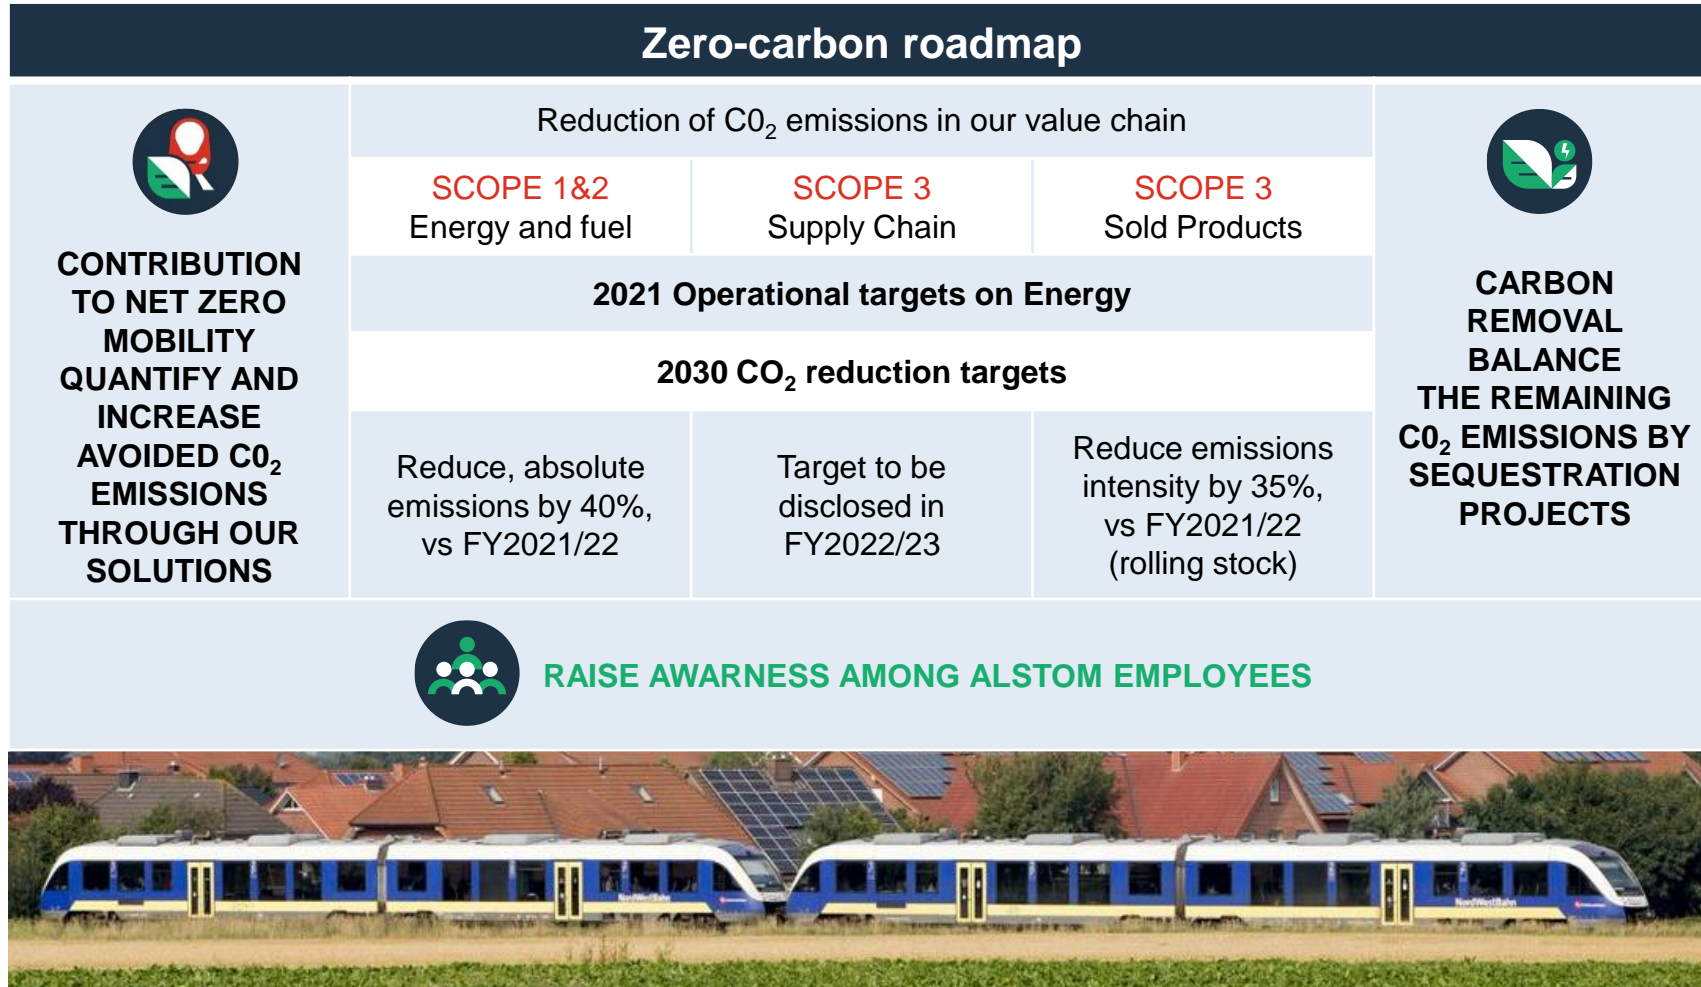 Zero-carbon roadmap
CONTRIBUTION
TO NET ZERO
MOBILITY
QUANTIFY AND
INCREASE
AVOIDED C0₂
EMISSIONS
THROUGH OUR
SOLUTIONS
Reduction of C0₂ emissions in our value chain
SCOPE 1&2
Energy and fuel
SCOPE 3
Supply Chain
SCOPE 3
Sold Products
2021 Operational targets on Energy
2030 CO₂ reduction targets
Reduce, absolute
emissions by 40%,
vs FY2021/22
Target to be
disclosed in
FY2022/23
Reduce emissions
intensity by 35%,
vs FY2021/22
(rolling stock)
CARBON
REMOVAL
BALANCE
THE REMAINING
C0₂ EMISSIONS BY
SEQUESTRATION
PROJECTS
RAISE AWARNESS AMONG ALSTOM EMPLOYEES
NordWestBahn
NordWestBahn